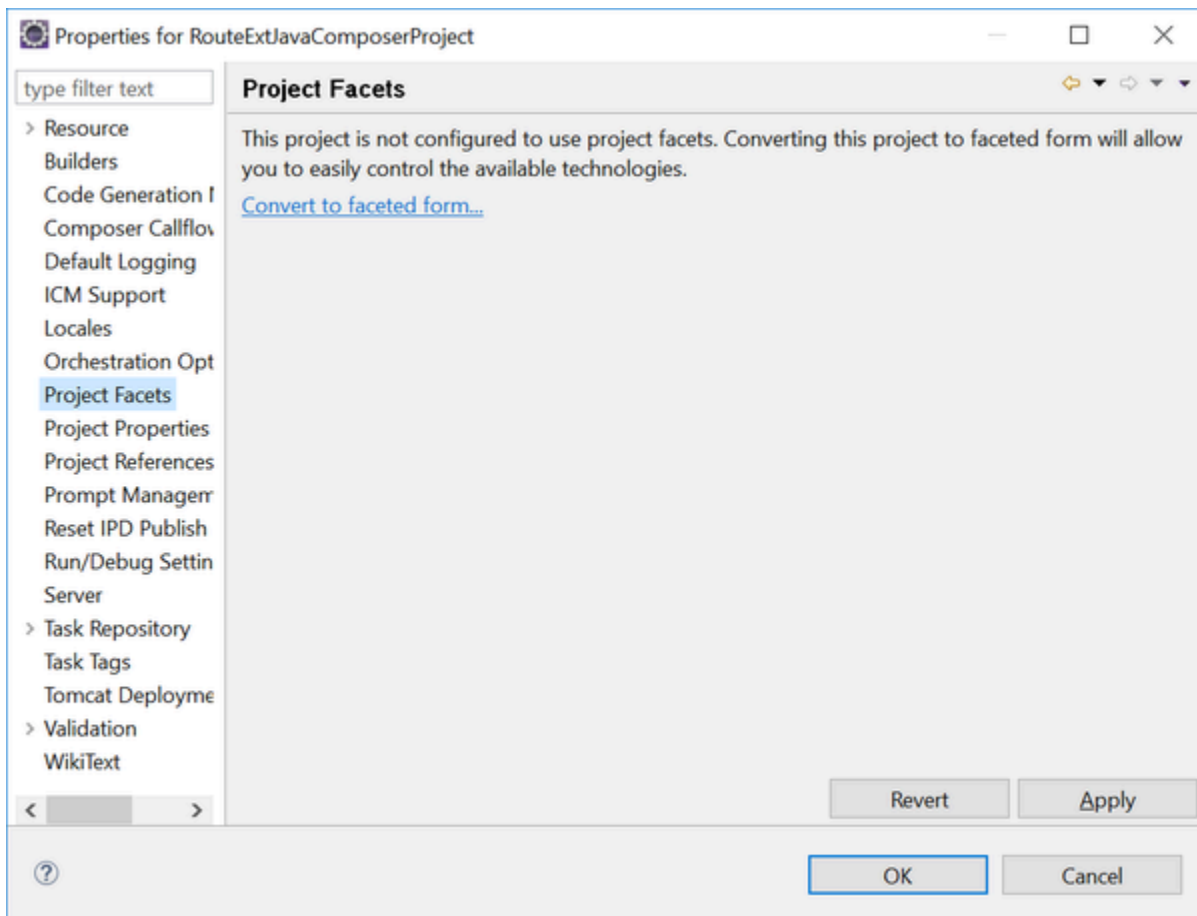 Properties for RouteExtJavaComposerProject
type filter text
Project Facets
> Resource
Builders
Code Generation
Composer Callflov
Default Logging
ICM Support
Locales
Orchestration Opt
Project Facets
Project Properties
Project References
Prompt Managem
Reset IPD Publish
Run/Debug Settin
Server
> Task Repository
Task Tags
Tomcat Deployme
> Validation
WikiText
This project is not configured to use project facets. Converting this project to faceted form will allow
you to easily control the available technologies.
Convert to faceted form...
Revert
Apply
OK
Cancel